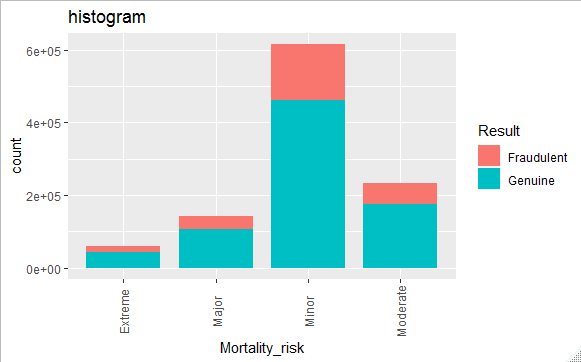 histogram
6e+05
4e+05
2e+05
0e+00
count
Extreme
Major
Minor
Moderate
Mortality_risk
Result
Fraudulent
Genuine